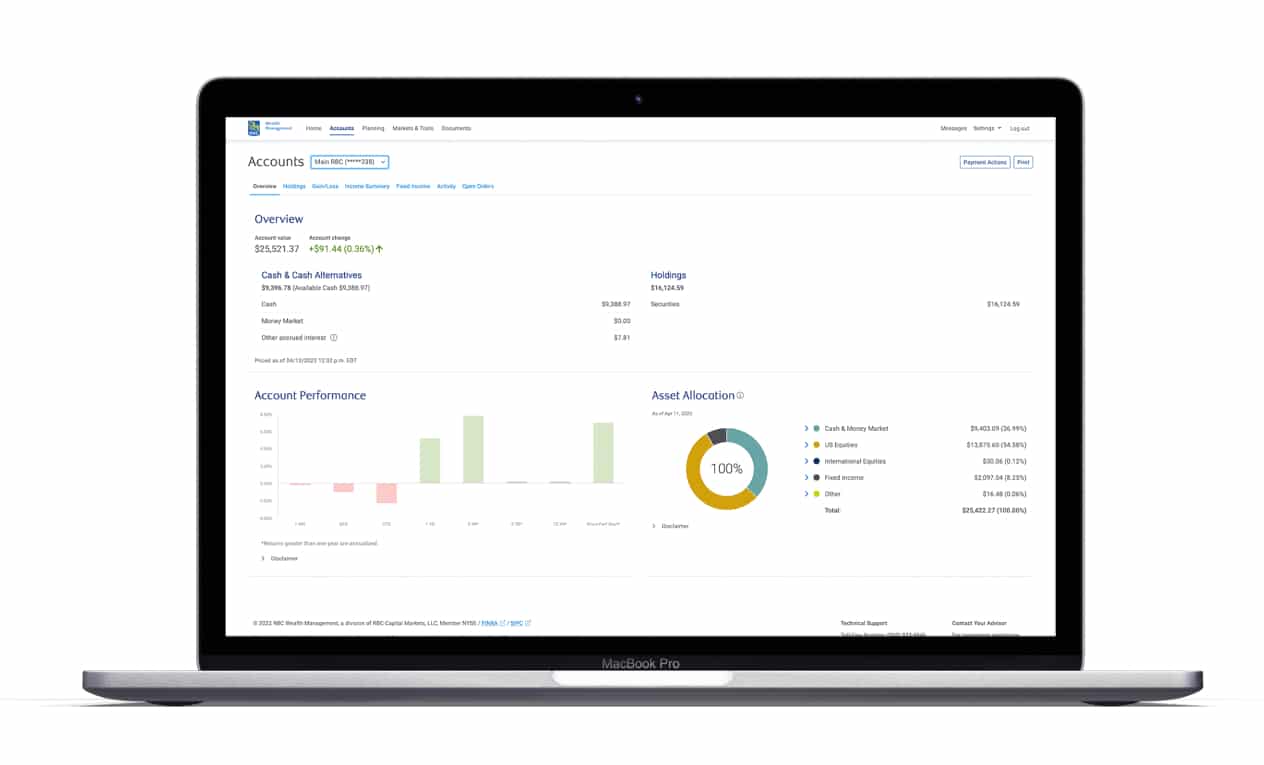 Wealth
Management
Home Accounts Planning Markets & Tools Documents
Messages Settings Log out
RBC
Accounts Main RBC (*****338)
Payment Actions Print
Overview Holdings Gain/Loss Income Summary Fixed Income Activity Open Orders
Overview
Account value Account change
$25,521.37 +$91.44 (0.36%)
Cash & Cash Alternatives
$9,396.78 (Available Cash $9,388.97)
Cash $9,388.97
Money Market $0.00
Other accrued interest $7.81
Holdings
$16,124.59
Securities $16,124.59
Priced as of 04/12/2023 12:32 p.m. EDT
Account Performance
*Returns greater than one year are annualized.
Disclaimer
Asset Allocation
As of Apr 11, 2023
100%
Cash & Money Market $9,403.09 (36.99%)
US Equities $13,875.60 (54.58%)
International Equities $30.06 (0.12%)
Fixed Income $2,097.04 (8.25%)
Other $16.48 (0.06%)
Total: $25,422.27 (100.00%)
Disclaimer
© 2022 RBC Wealth Management, a division of RBC Capital Markets, LLC, Member NYSE / FINRA / SIPC
Technical Support
Contact Your Advisor
MacBook Pro